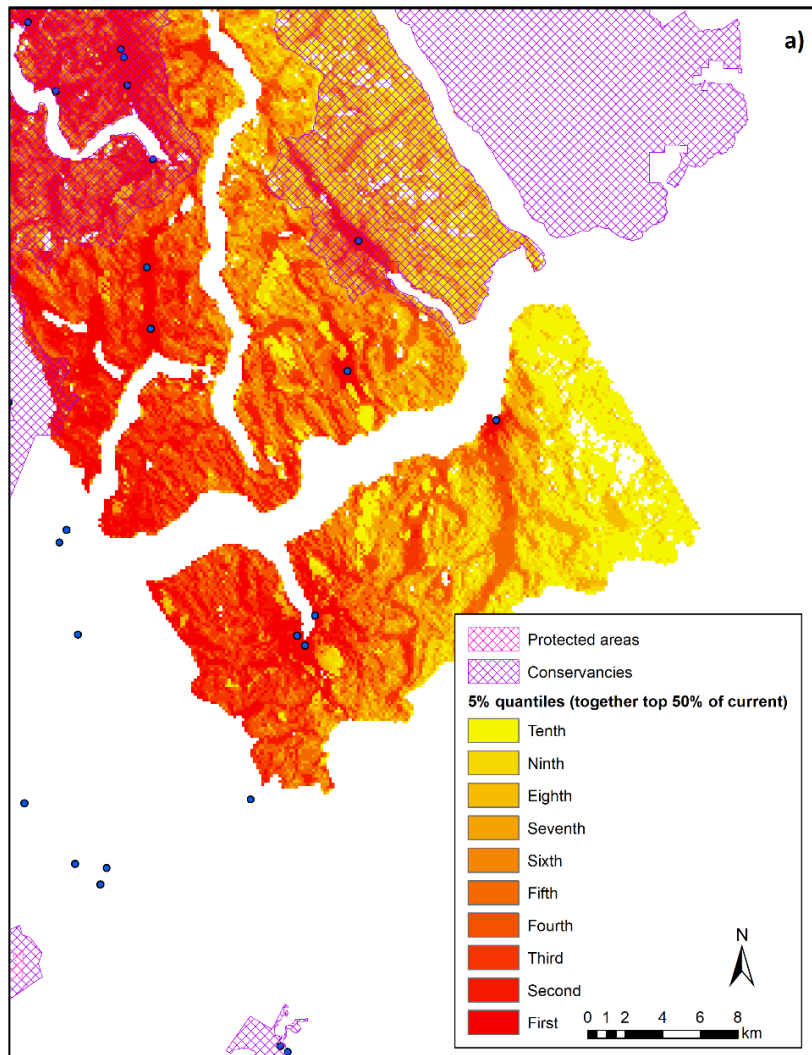 a)
Protected areas
Conservancies
5% quantiles (together top 50% of current)
Tenth
Ninth
Eighth
Seventh
Sixth
Fifth
Fourth
Third
Second
First
N
0 1 2 4 6 8
km